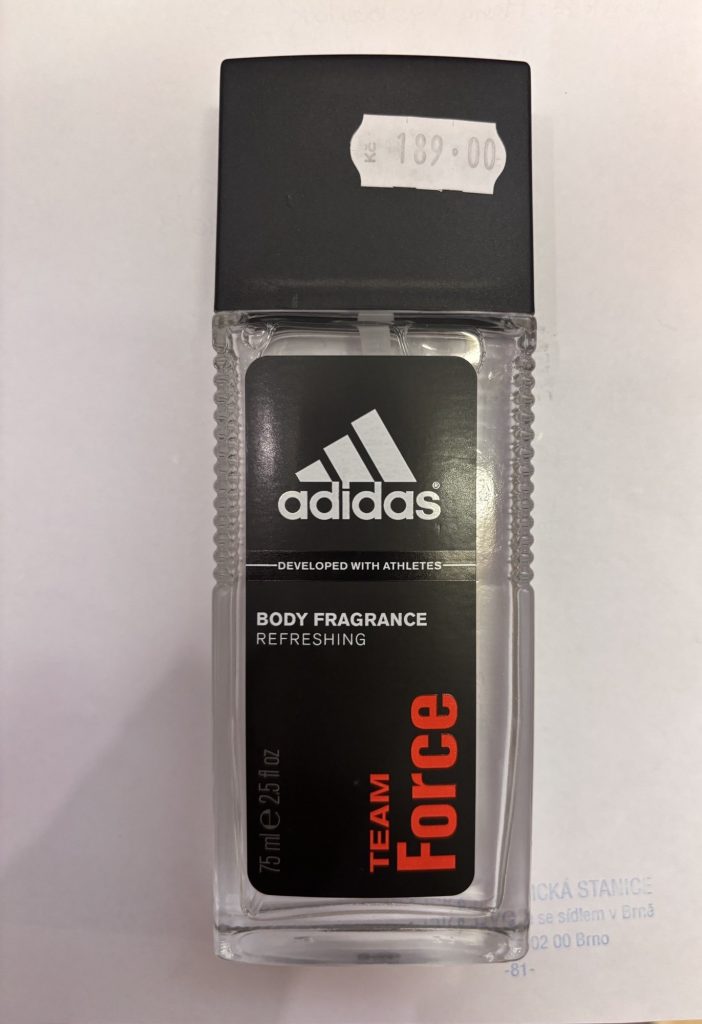 Kč 189.00
adidas®
DEVELOPED WITH ATHLETES
BODY FRAGRANCE
REFRESHING
75 ml e 2.5 fl oz
TEAM
Force
ICKÁ STANICE
se sídlem v Brně
02 00 Brno
-81-